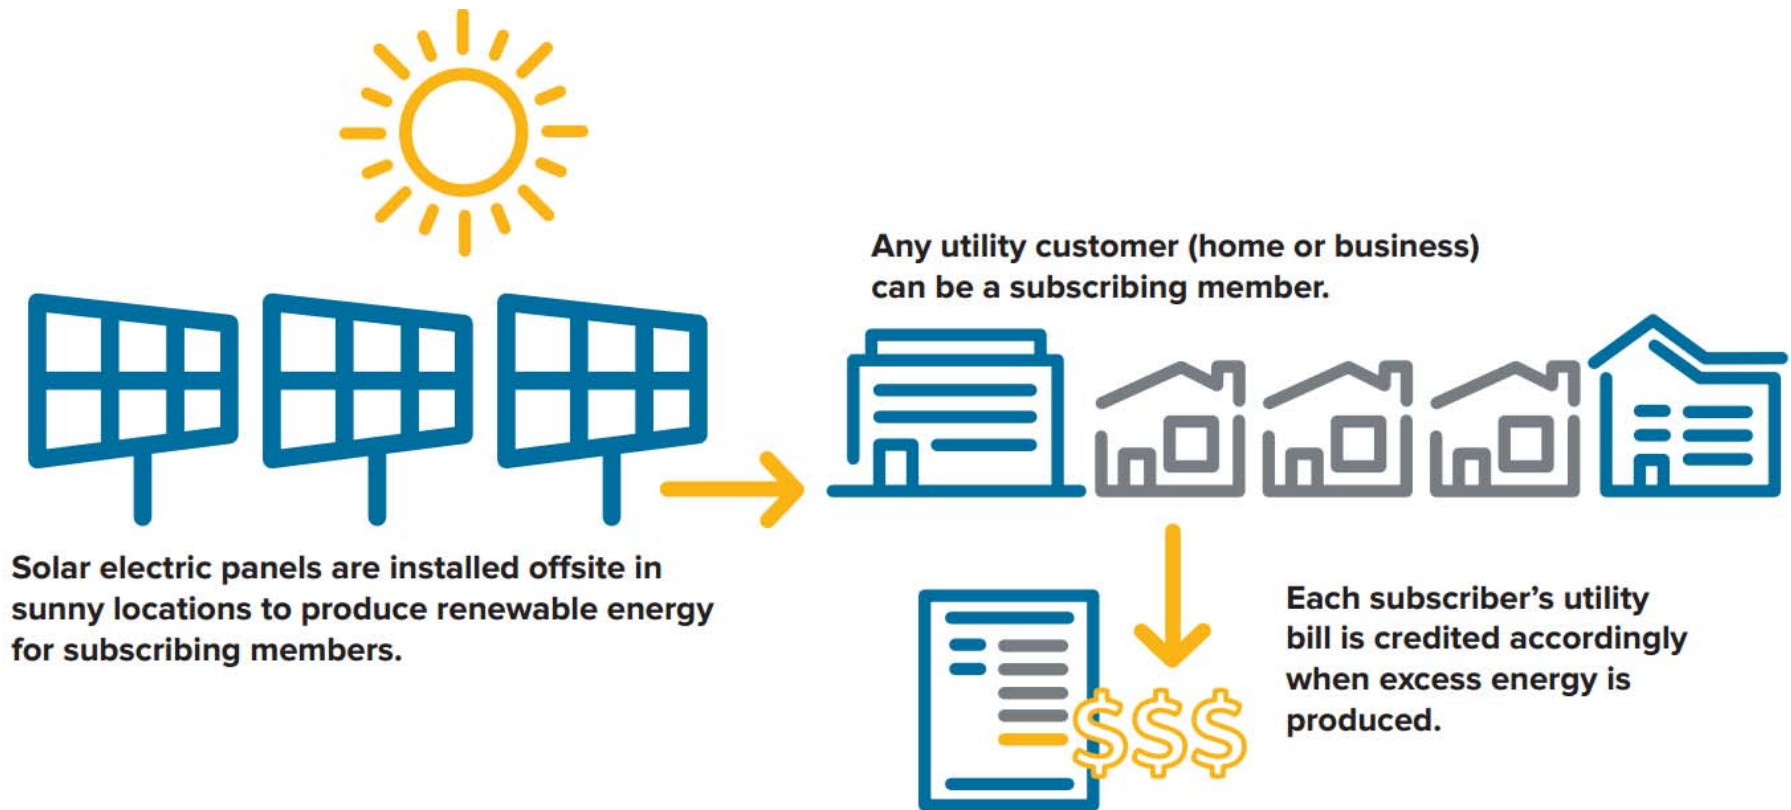 Any utility customer (home or business)
can be a subscribing member.
Solar electric panels are installed offsite in
sunny locations to produce renewable energy
for subscribing members.
Each subscriber’s utility
bill is credited accordingly
when excess energy is
produced.
$$$